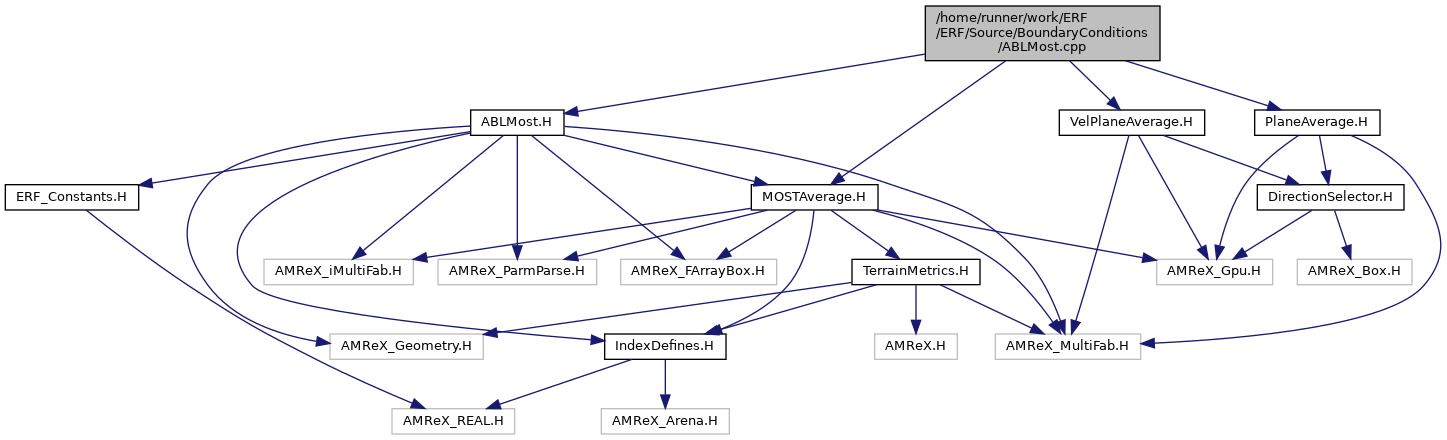 /home/runner/work/ERF
/ERF/Source/BoundaryConditions
/ABLMost.cpp
ABLMost.H
VelPlaneAverage.H
PlaneAverage.H
ERF_Constants.H
MOSTAverage.H
DirectionSelector.H
AMReX_iMultiFab.H
AMReX_ParmParse.H
AMReX_FArrayBox.H
TerrainMetrics.H
AMReX_Gpu.H
AMReX_Box.H
AMReX_Geometry.H
IndexDefines.H
AMReX.H
AMReX_MultiFab.H
AMReX_REAL.H
AMReX_Arena.H